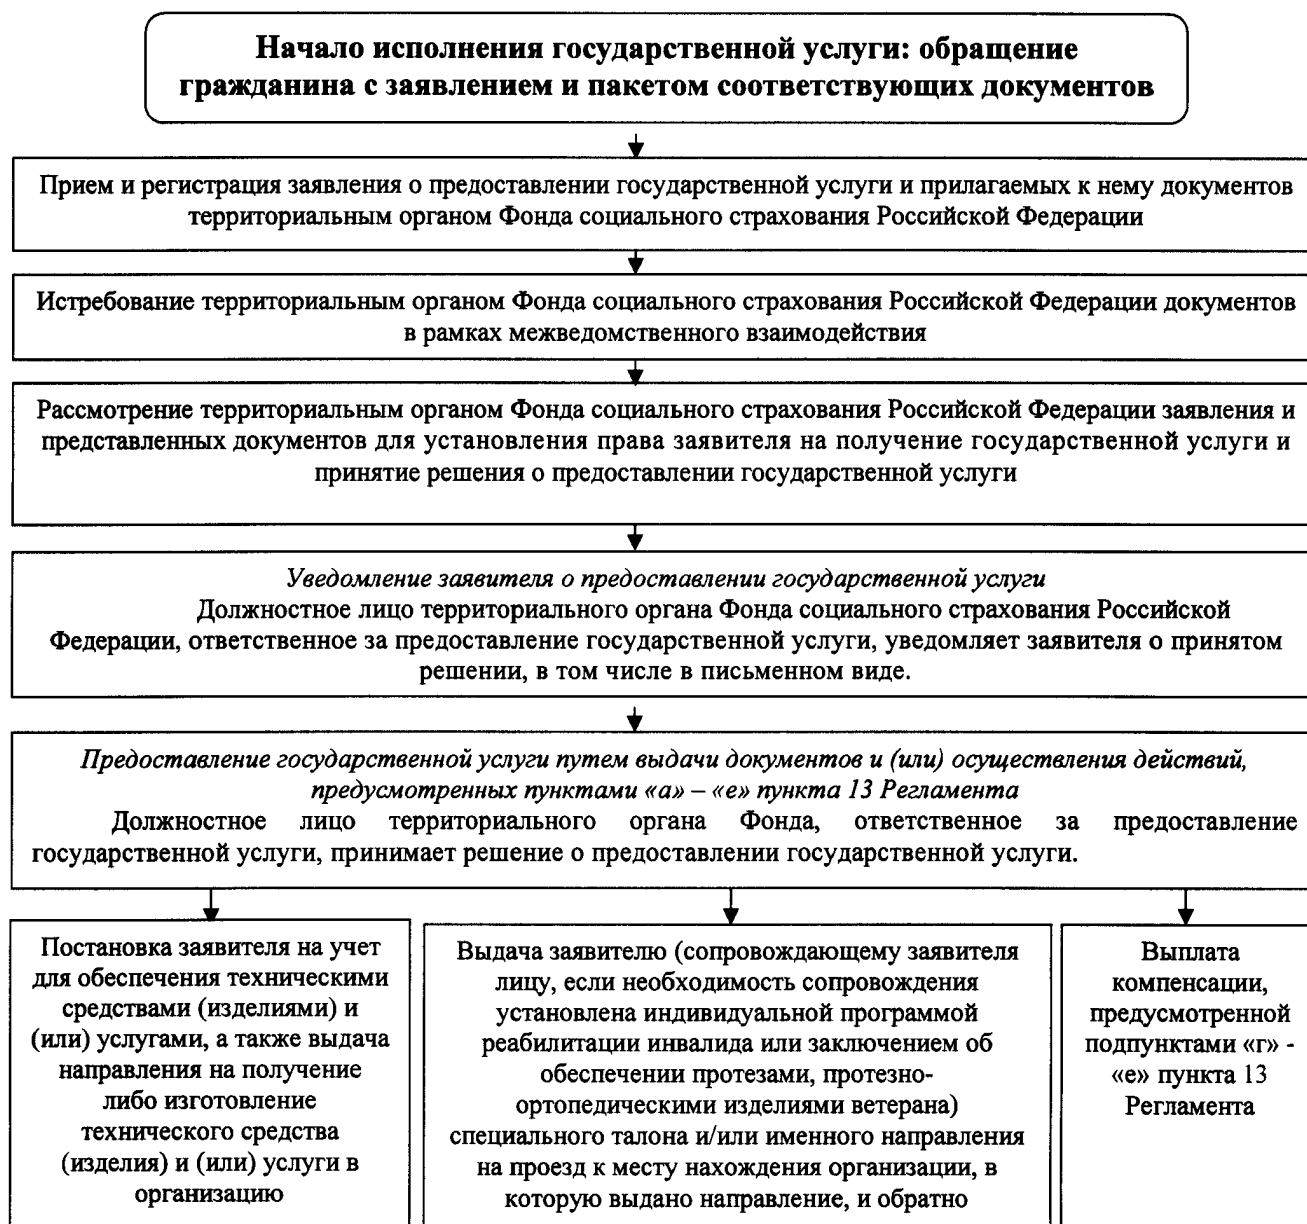 Начало исполнения государственной услуги: обращение
гражданина с заявлением и пакетом соответствующих документов
Прием и регистрация заявления о предоставлении государственной услуги и прилагаемых к нему документов
территориальным органом Фонда социального страхования Российской Федерации
Истребование территориальным органом Фонда социального страхования Российской Федерации документов
в рамках межведомственного взаимодействия
Рассмотрение территориальным органом Фонда социального страхования Российской Федерации заявления и
представленных документов для установления права заявителя на получение государственной услуги и
принятие решения о предоставлении государственной услуги
Уведомление заявителя о предоставлении государственной услуги
Должностное лицо территориального органа Фонда социального страхования Российской
Федерации, ответственное за предоставление государственной услуги, уведомляет заявителя о принятом
решении, в том числе в письменном виде.
Предоставление государственной услуги путем выдачи документов и (или) осуществления действий,
предусмотренных пунктами «а» – «е» пункта 13 Регламента
Должностное лицо территориального органа Фонда, ответственное за предоставление
государственной услуги, принимает решение о предоставлении государственной услуги.
Постановка заявителя на учет
для обеспечения техническими
средствами (изделиями) и
(или) услугами, а также выдача
направления на получение
либо изготовление
технического средства
(изделия) и (или) услуги в
организацию
Выдача заявителю (сопровождающему заявителя
лицу, если необходимость сопровождения
установлена индивидуальной программой
реабилитации инвалида или заключением об
обеспечении протезами, протезно-
ортопедическими изделиями ветерана)
специального талона и/или именного направления
на проезд к месту нахождения организации, в
которую выдано направление, и обратно
Выплата
компенсации,
предусмотренной
подпунктами «г» -
«е» пункта 13
Регламента